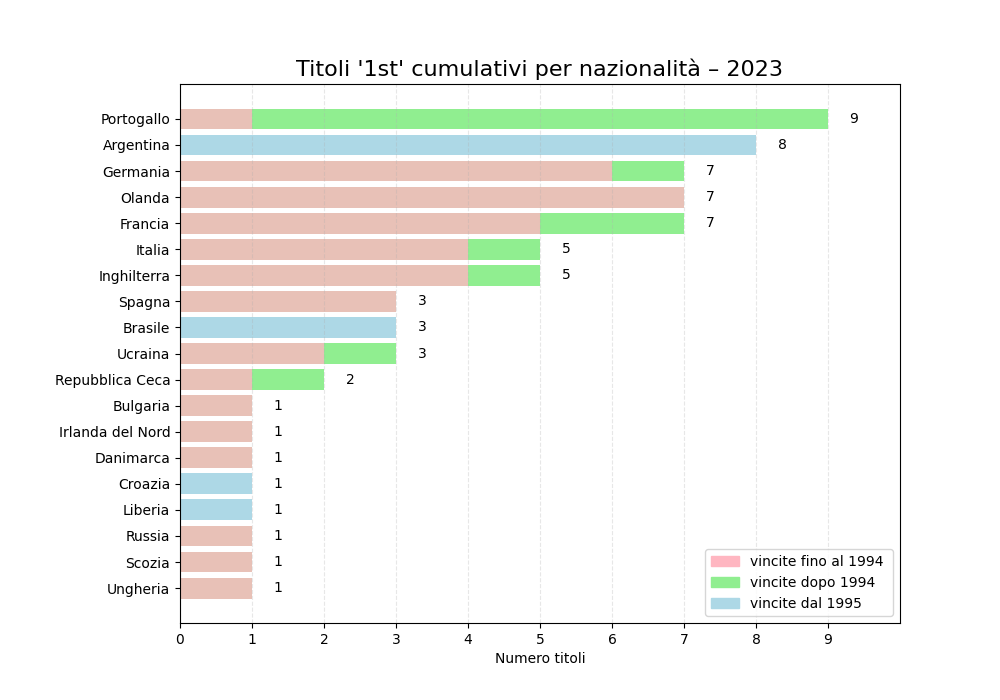 Titoli '1st' cumulativi per nazionalità – 2023
Portogallo 9
Argentina 8
Germania 7
Olanda 7
Francia 7
Italia 5
Inghilterra 5
Spagna 3
Brasile 3
Ucraina 3
Repubblica Ceca 2
Bulgaria 1
Irlanda del Nord 1
Danimarca 1
Croazia 1
Liberia 1
Russia 1
Scozia 1
Ungheria 1
vincite fino al 1994
vincite dopo 1994
vincite dal 1995
0 1 2 3 4 5 6 7 8 9
Numero titoli